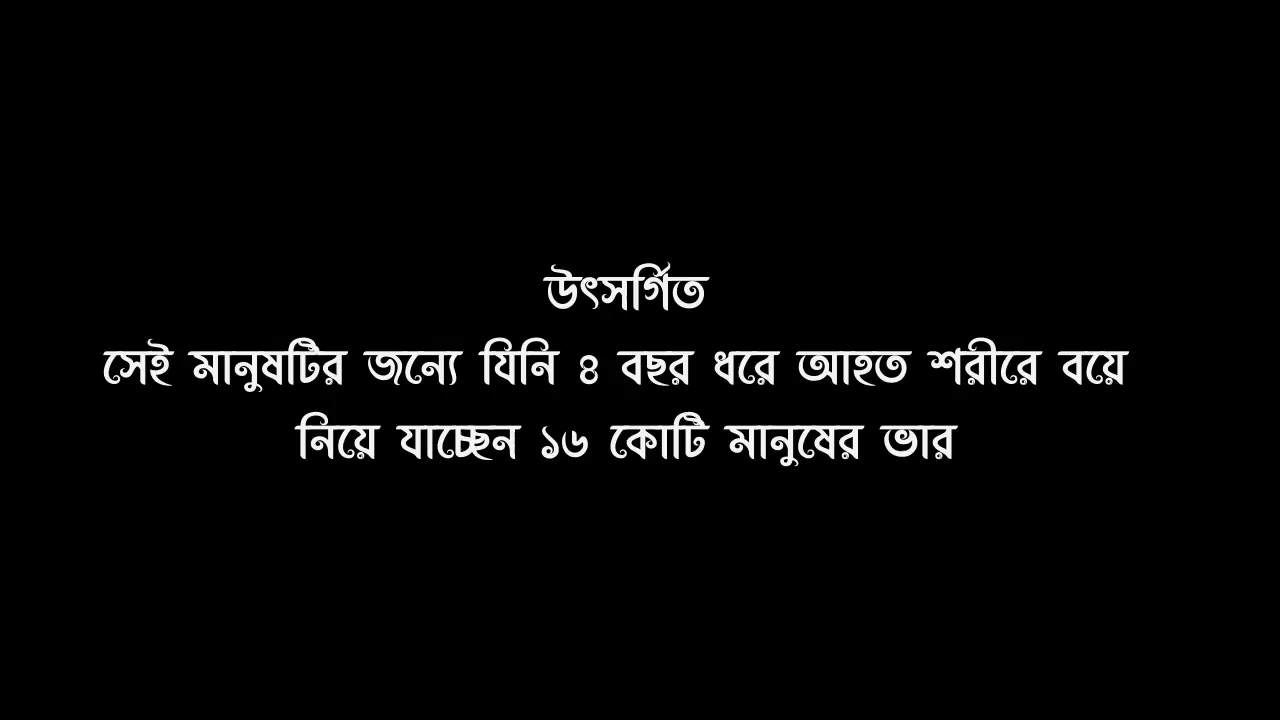 উৎসর্গিত
সেই মানুষটির জন্যে যিনি ৪ বছর ধরে আহত শরীরে বয়ে
নিয়ে যাচ্ছেন ১৬ কোটি মানুষের ভার